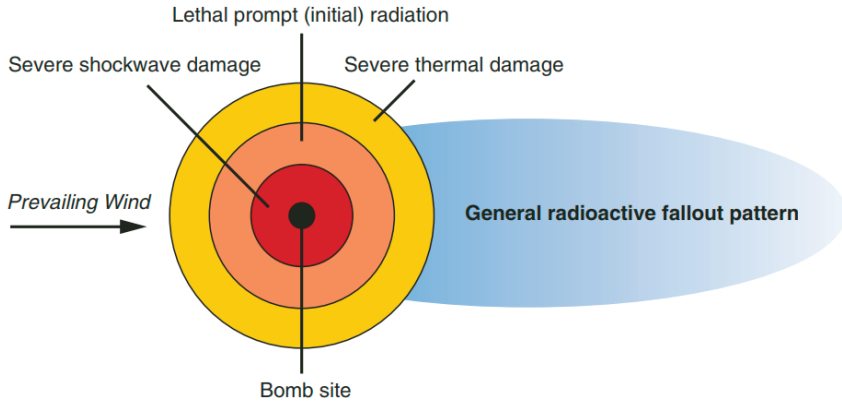 Lethal prompt (initial) radiation
Severe shockwave damage
Severe thermal damage
Prevailing Wind
General radioactive fallout pattern
Bomb site